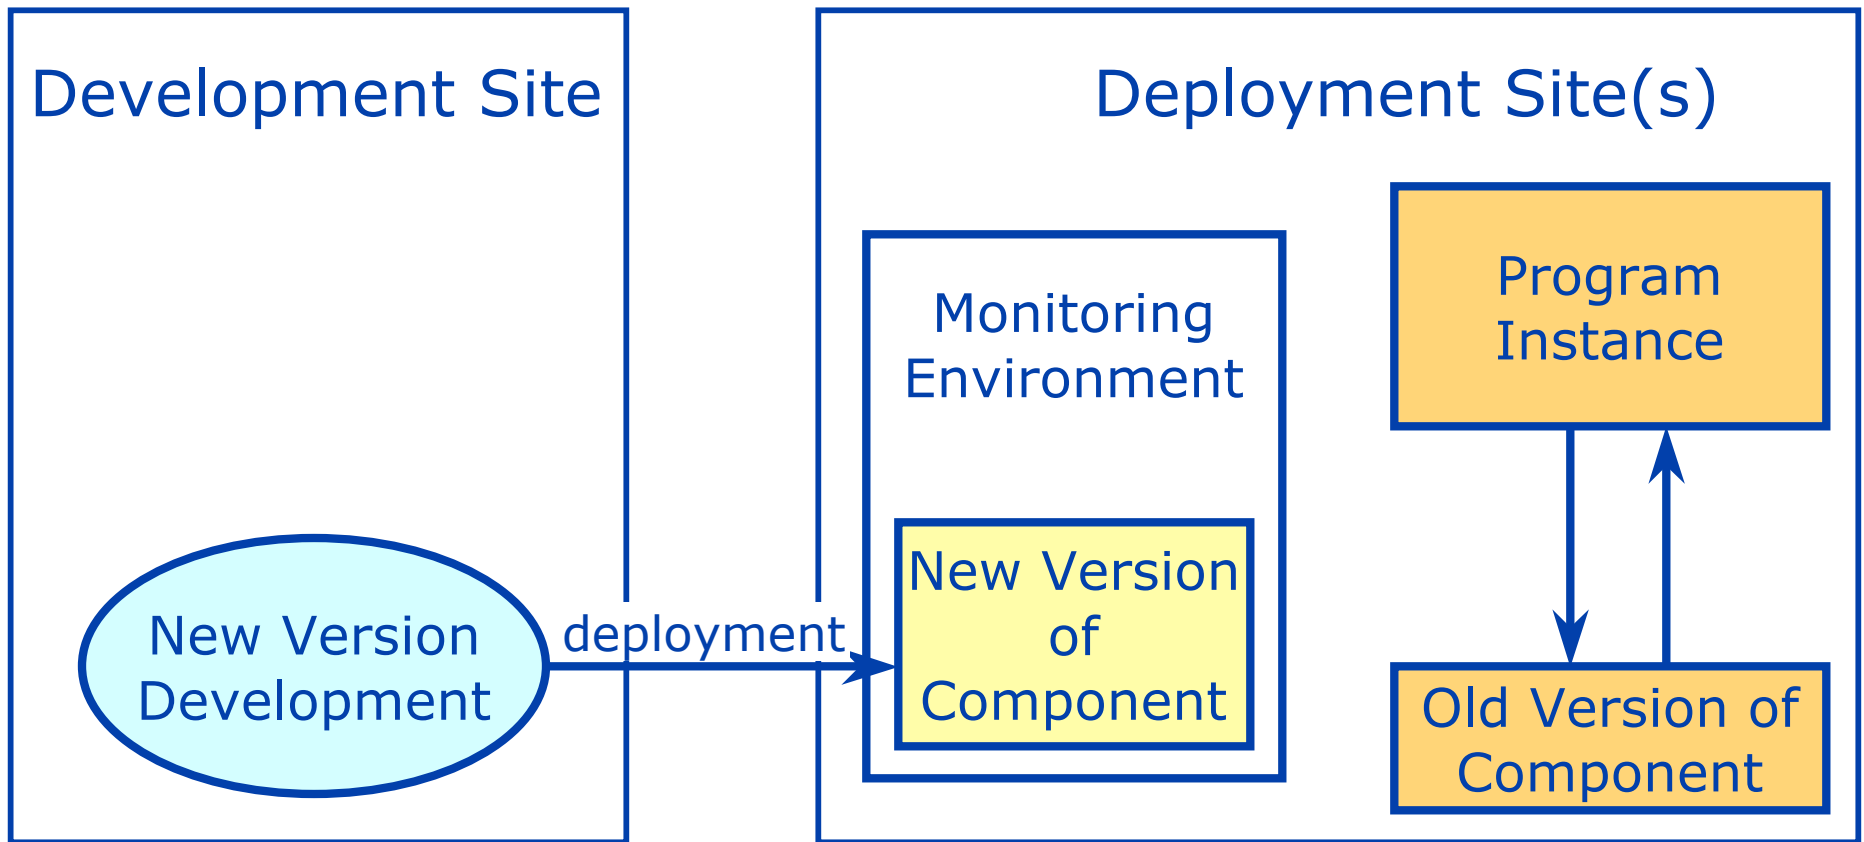 Development Site
Deployment Site(s)
Monitoring
Environment
Program
Instance
New Version
of
Component
New Version
Development
deployment
Old Version of
Component